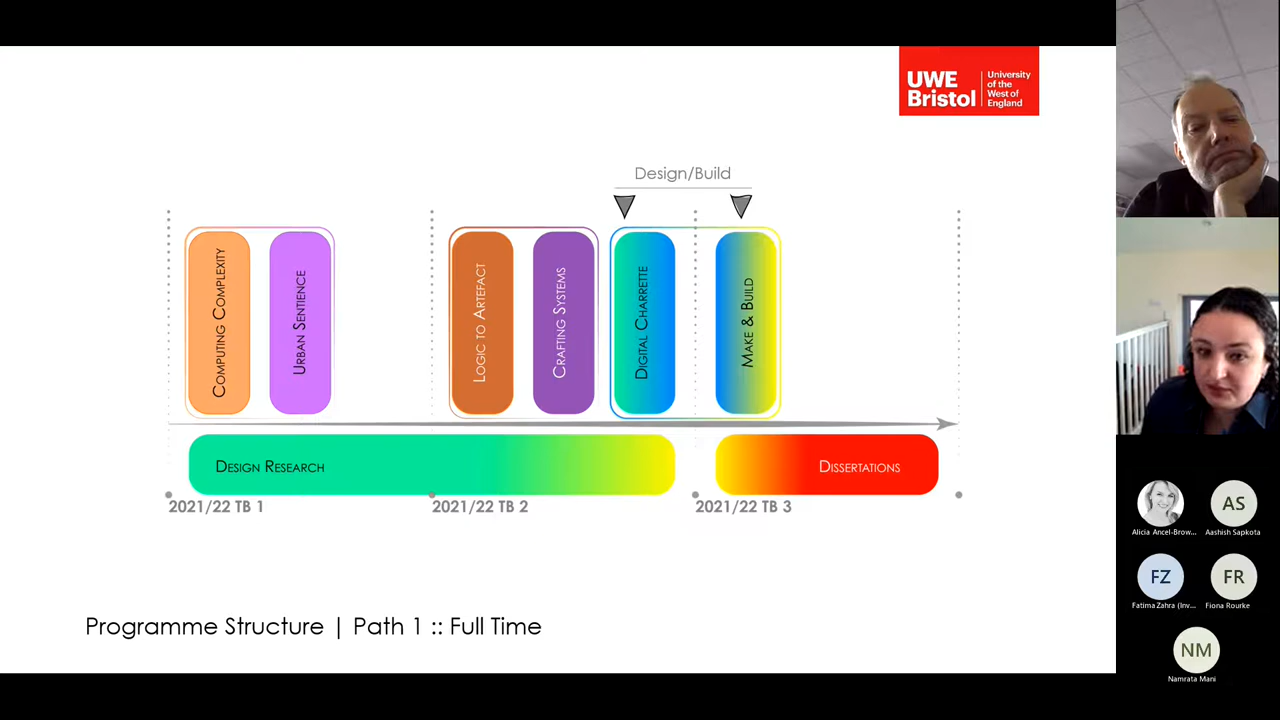 UWE
Bristol
University
of the
West of
England
Design/Build
Computing Complexity
Urban Sentience
Logic to Artefact
Crafting Systems
Digital Charrette
Make & Build
Design Research
Dissertations
2021/22 TB 1
2021/22 TB 2
2021/22 TB 3
Programme Structure | Path 1 :: Full Time
AS
Alicia Ancel-Brow...
Aashish Sapkota
FZ
FR
Fatima Zahra (Inv...
Fiona Rourke
NM
Namrata Mani